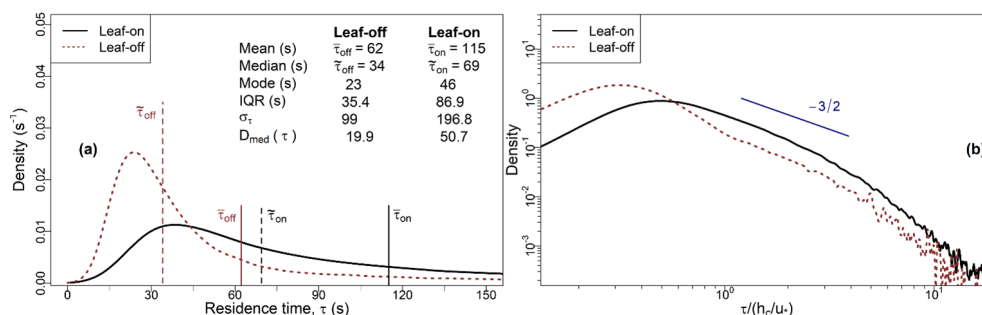 Leaf-on
Leaf-off
Leaf-off Leaf-on
Mean (s) τ̄off = 62 τ̄on = 115
Median (s) τ̃off = 34 τ̃on = 69
Mode (s) 23 46
IQR (s) 35.4 86.9
στ 99 196.8
Dmed ( τ ) 19.9 50.7
τ̃off
(a)
τ̄off
τ̃on
τ̄on
Density (s⁻¹)
0.05
0.04
0.03
0.02
0.01
0.00
0 30 60 90 120 150
Residence time, τ (s)
Leaf-on
Leaf-off
−3/2
(b)
Density
10¹
10⁰
10⁻¹
10⁻²
10⁻³
10⁰ 10¹
τ/(hc/u*)